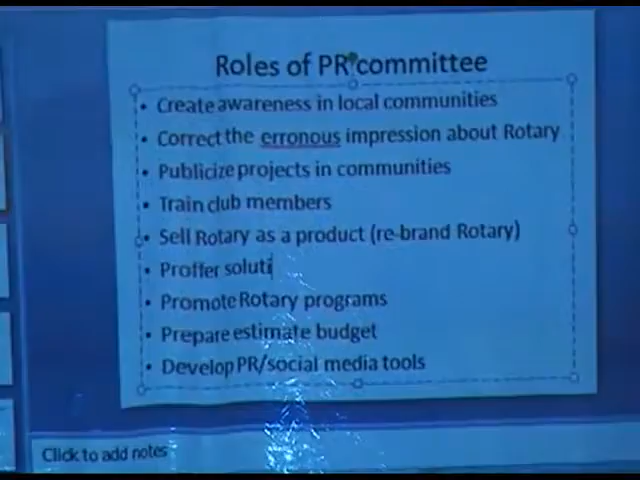 Roles of PR committee
• Create awareness in local communities
• Correct the erronous impression about Rotary
• Publicize projects in communities
• Train club members
• Sell Rotary as a product (re-brand Rotary)
• Proffer soluti
• Promote Rotary programs
• Prepare estimate budget
• Develop PR/social media tools
Click to add notes